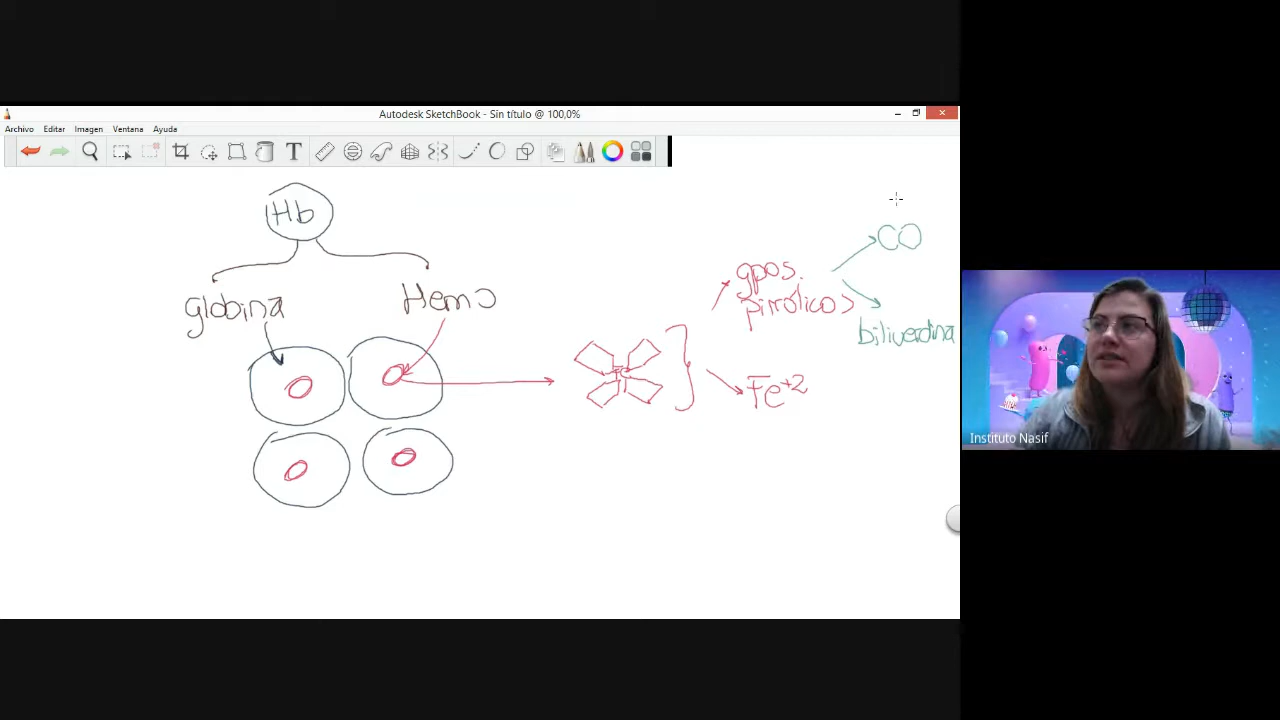 Autodesk SketchBook - Sin título @ 100,0%
Archivo Editar Imagen Ventana Ayuda
Hb
globina
Hemo
gpos.
pirrólicos
CO
biliverdina
Fe
Fe+2
Instituto Nasif